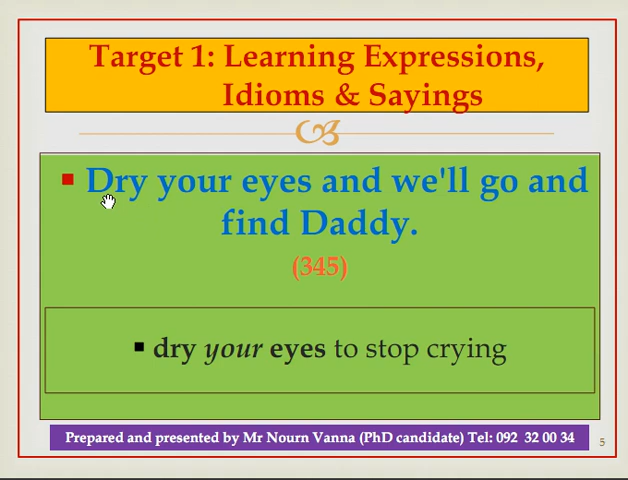 Target 1: Learning Expressions,
Idioms & Sayings
▪ Dry your eyes and we'll go and
find Daddy.
(345)
▪ dry your eyes to stop crying
Prepared and presented by Mr Nourn Vanna (PhD candidate) Tel: 092 32 00 34
5